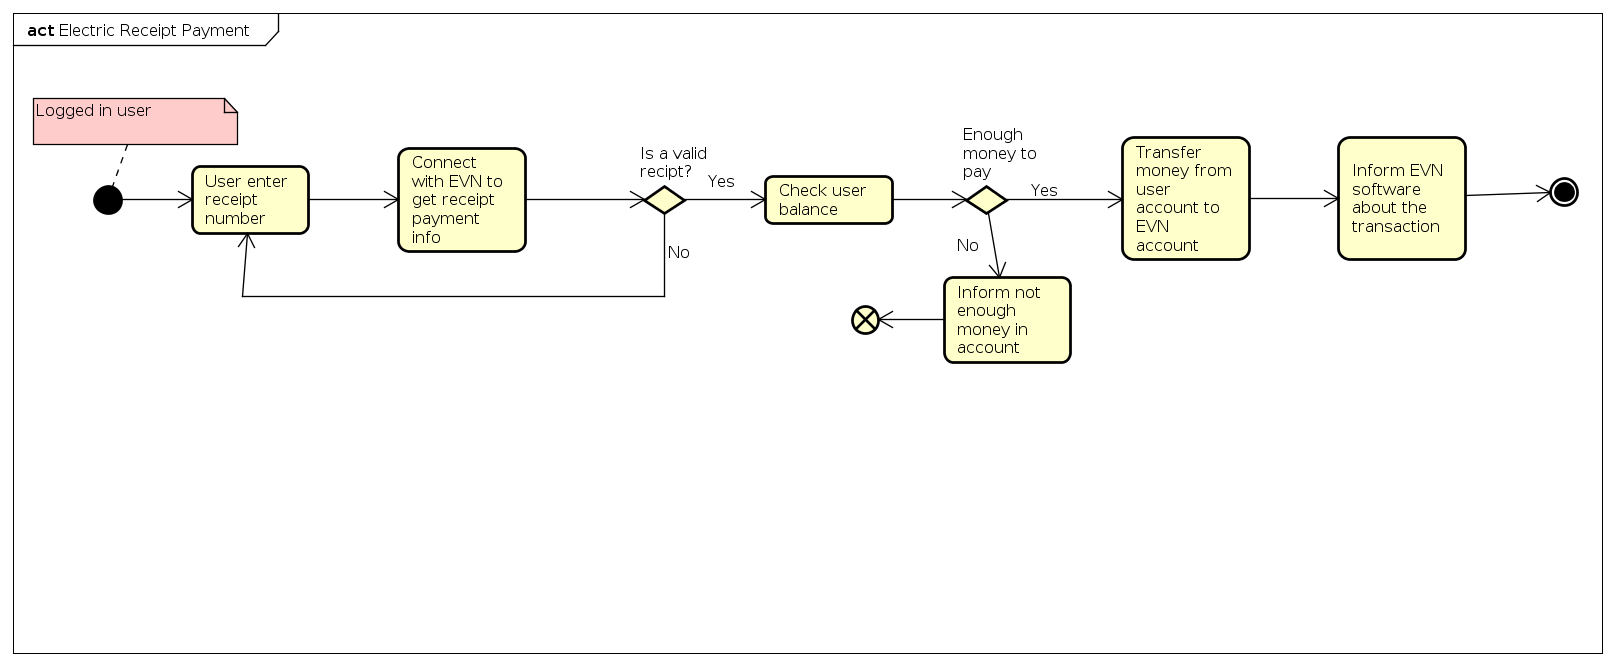 act Electric Receipt Payment
Logged in user
User enter
receipt
number
Connect
with EVN to
get receipt
payment
info
Is a valid
recipt?
Yes
No
Check user
balance
Enough
money to
pay
Yes
No
Inform not
enough
money in
account
Transfer
money from
user
account to
EVN
account
Inform EVN
software
about the
transaction